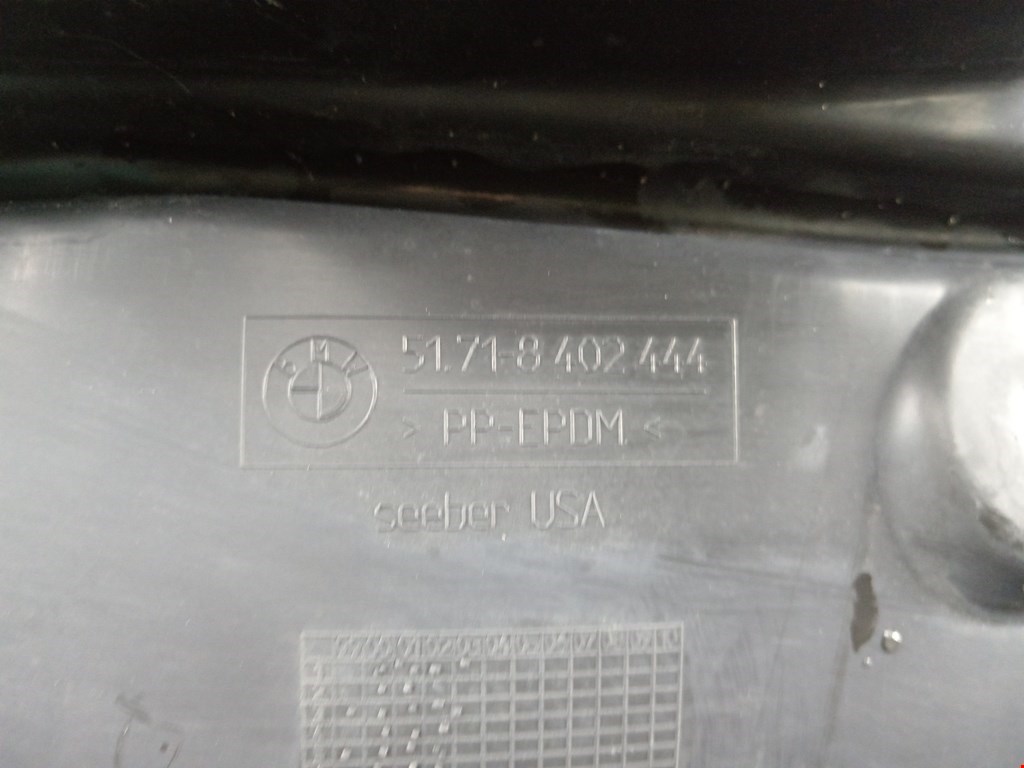 BMW
51.71-8 402 444
> PP-EPDM <
seeber USA